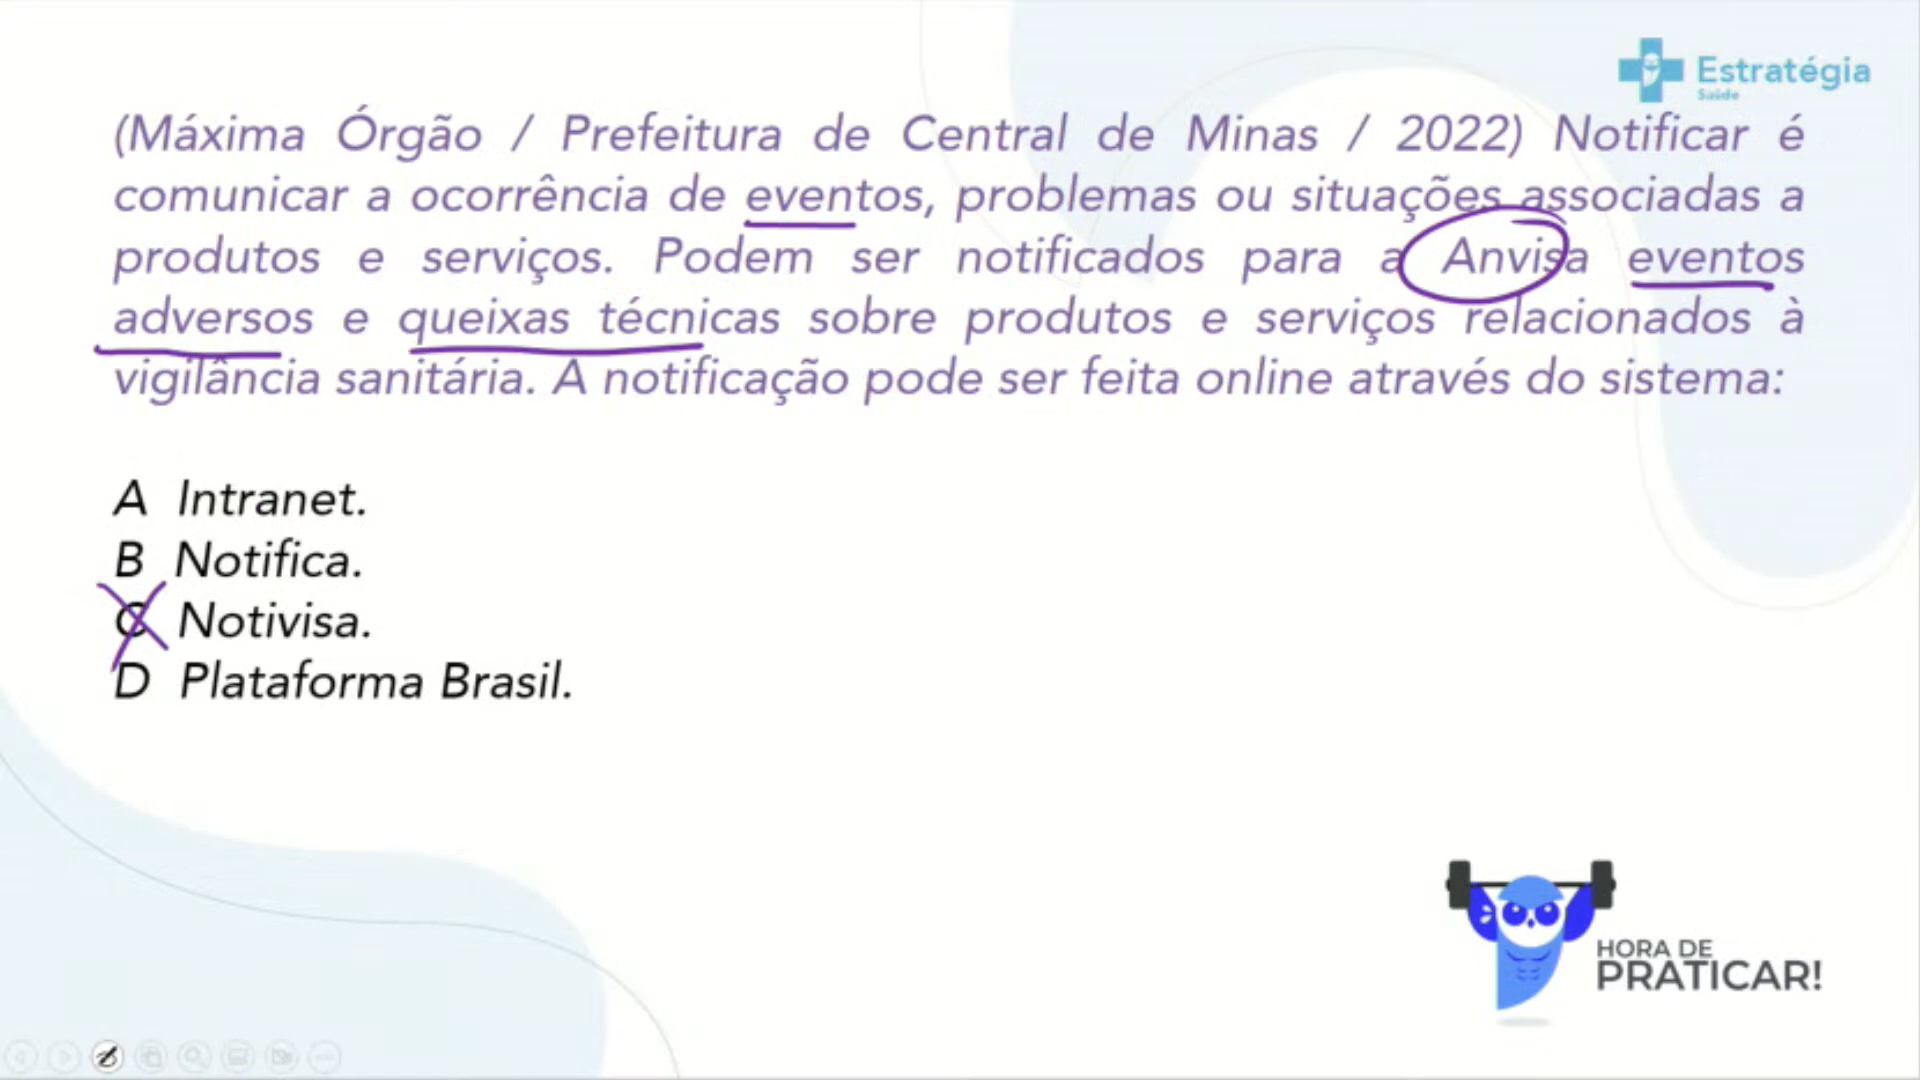 Estratégia
Saúde
(Máxima Órgão / Prefeitura de Central de Minas / 2022) Notificar é
comunicar a ocorrência de eventos, problemas ou situações associadas a
produtos e serviços. Podem ser notificados para a Anvisa eventos
adversos e queixas técnicas sobre produtos e serviços relacionados à
vigilância sanitária. A notificação pode ser feita online através do sistema:
A Intranet.
B Notifica.
C Notivisa.
D Plataforma Brasil.
HORA DE
PRATICAR!